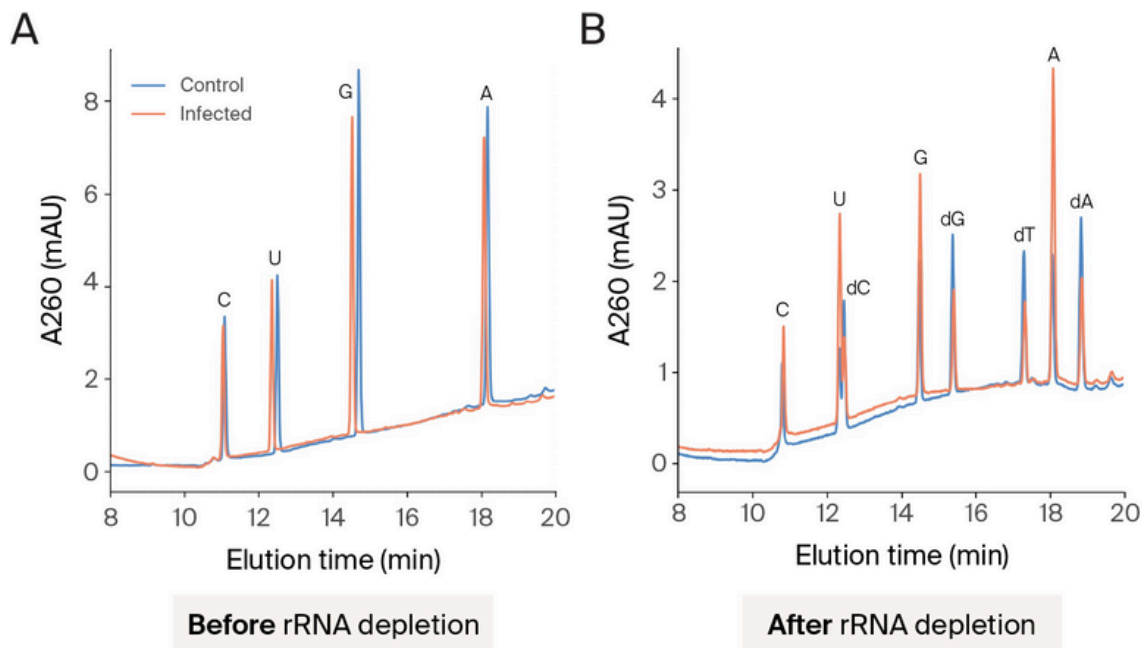 A
Control
Infected
C
U
G
A
8
6
4
2
0
A260 (mAU)
8 10 12 14 16 18 20
Elution time (min)
Before rRNA depletion
B
C
U
dC
G
dG
dT
A
dA
4
3
2
1
0
A260 (mAU)
8 10 12 14 16 18 20
Elution time (min)
After rRNA depletion